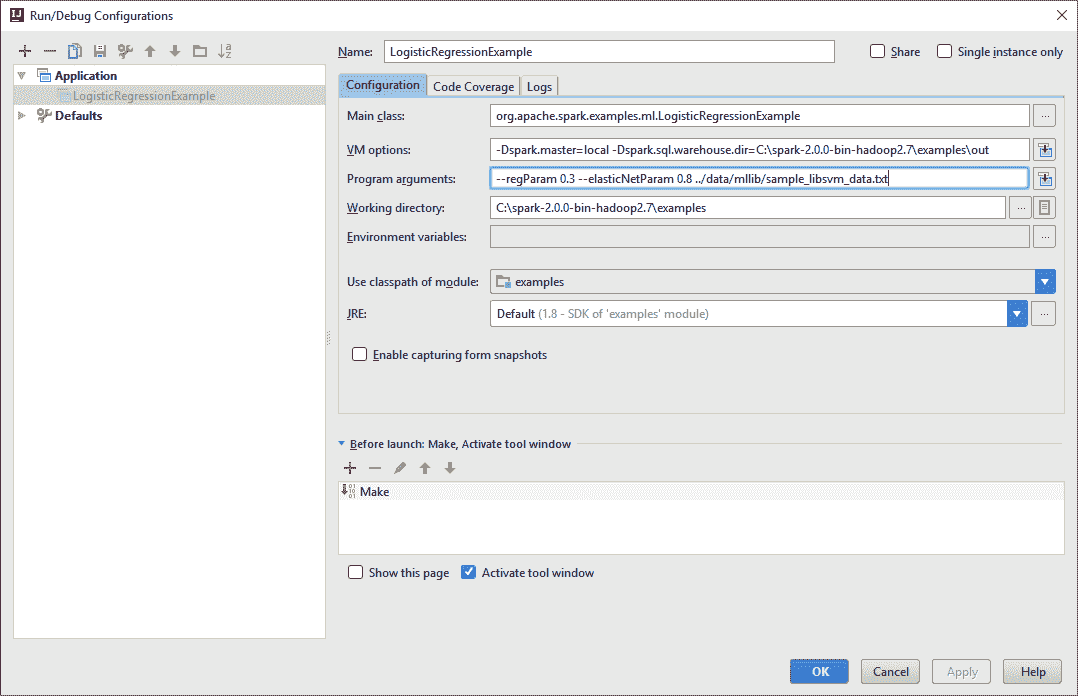 Run/Debug Configurations
Name: LogisticRegressionExample Share Single instance only
Application
LogisticRegressionExample
Defaults
Configuration Code Coverage Logs
Main class: org.apache.spark.examples.ml.LogisticRegressionExample ...
VM options: -Dspark.master=local -Dspark.sql.warehouse.dir=C:\spark-2.0.0-bin-hadoop2.7\examples\out
Program arguments: --regParam 0.3 --elasticNetParam 0.8 ../data/mllib/sample_libsvm_data.txt
Working directory: C:\spark-2.0.0-bin-hadoop2.7\examples ...
Environment variables: ...
Use classpath of module: examples
JRE: Default (1.8 - SDK of 'examples' module) ...
Enable capturing form snapshots
Before launch: Make, Activate tool window
Make
Show this page Activate tool window
OK Cancel Apply Help